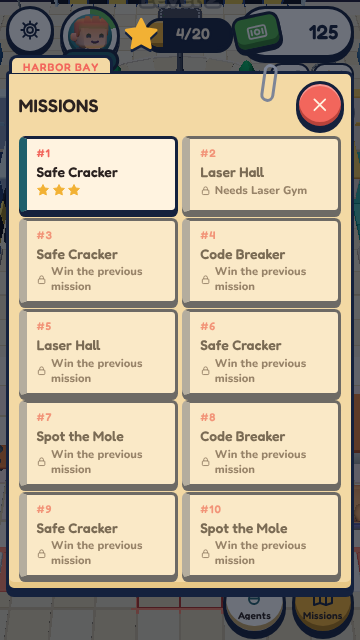 4/20
125
HARBOR BAY
MISSIONS
#1
Safe Cracker
#2
Laser Hall
Needs Laser Gym
#3
Safe Cracker
Win the previous
mission
#4
Code Breaker
Win the previous
mission
#5
Laser Hall
Win the previous
mission
#6
Safe Cracker
Win the previous
mission
#7
Spot the Mole
Win the previous
mission
#8
Code Breaker
Win the previous
mission
#9
Safe Cracker
Win the previous
mission
#10
Spot the Mole
Win the previous
mission
Agents
Missions